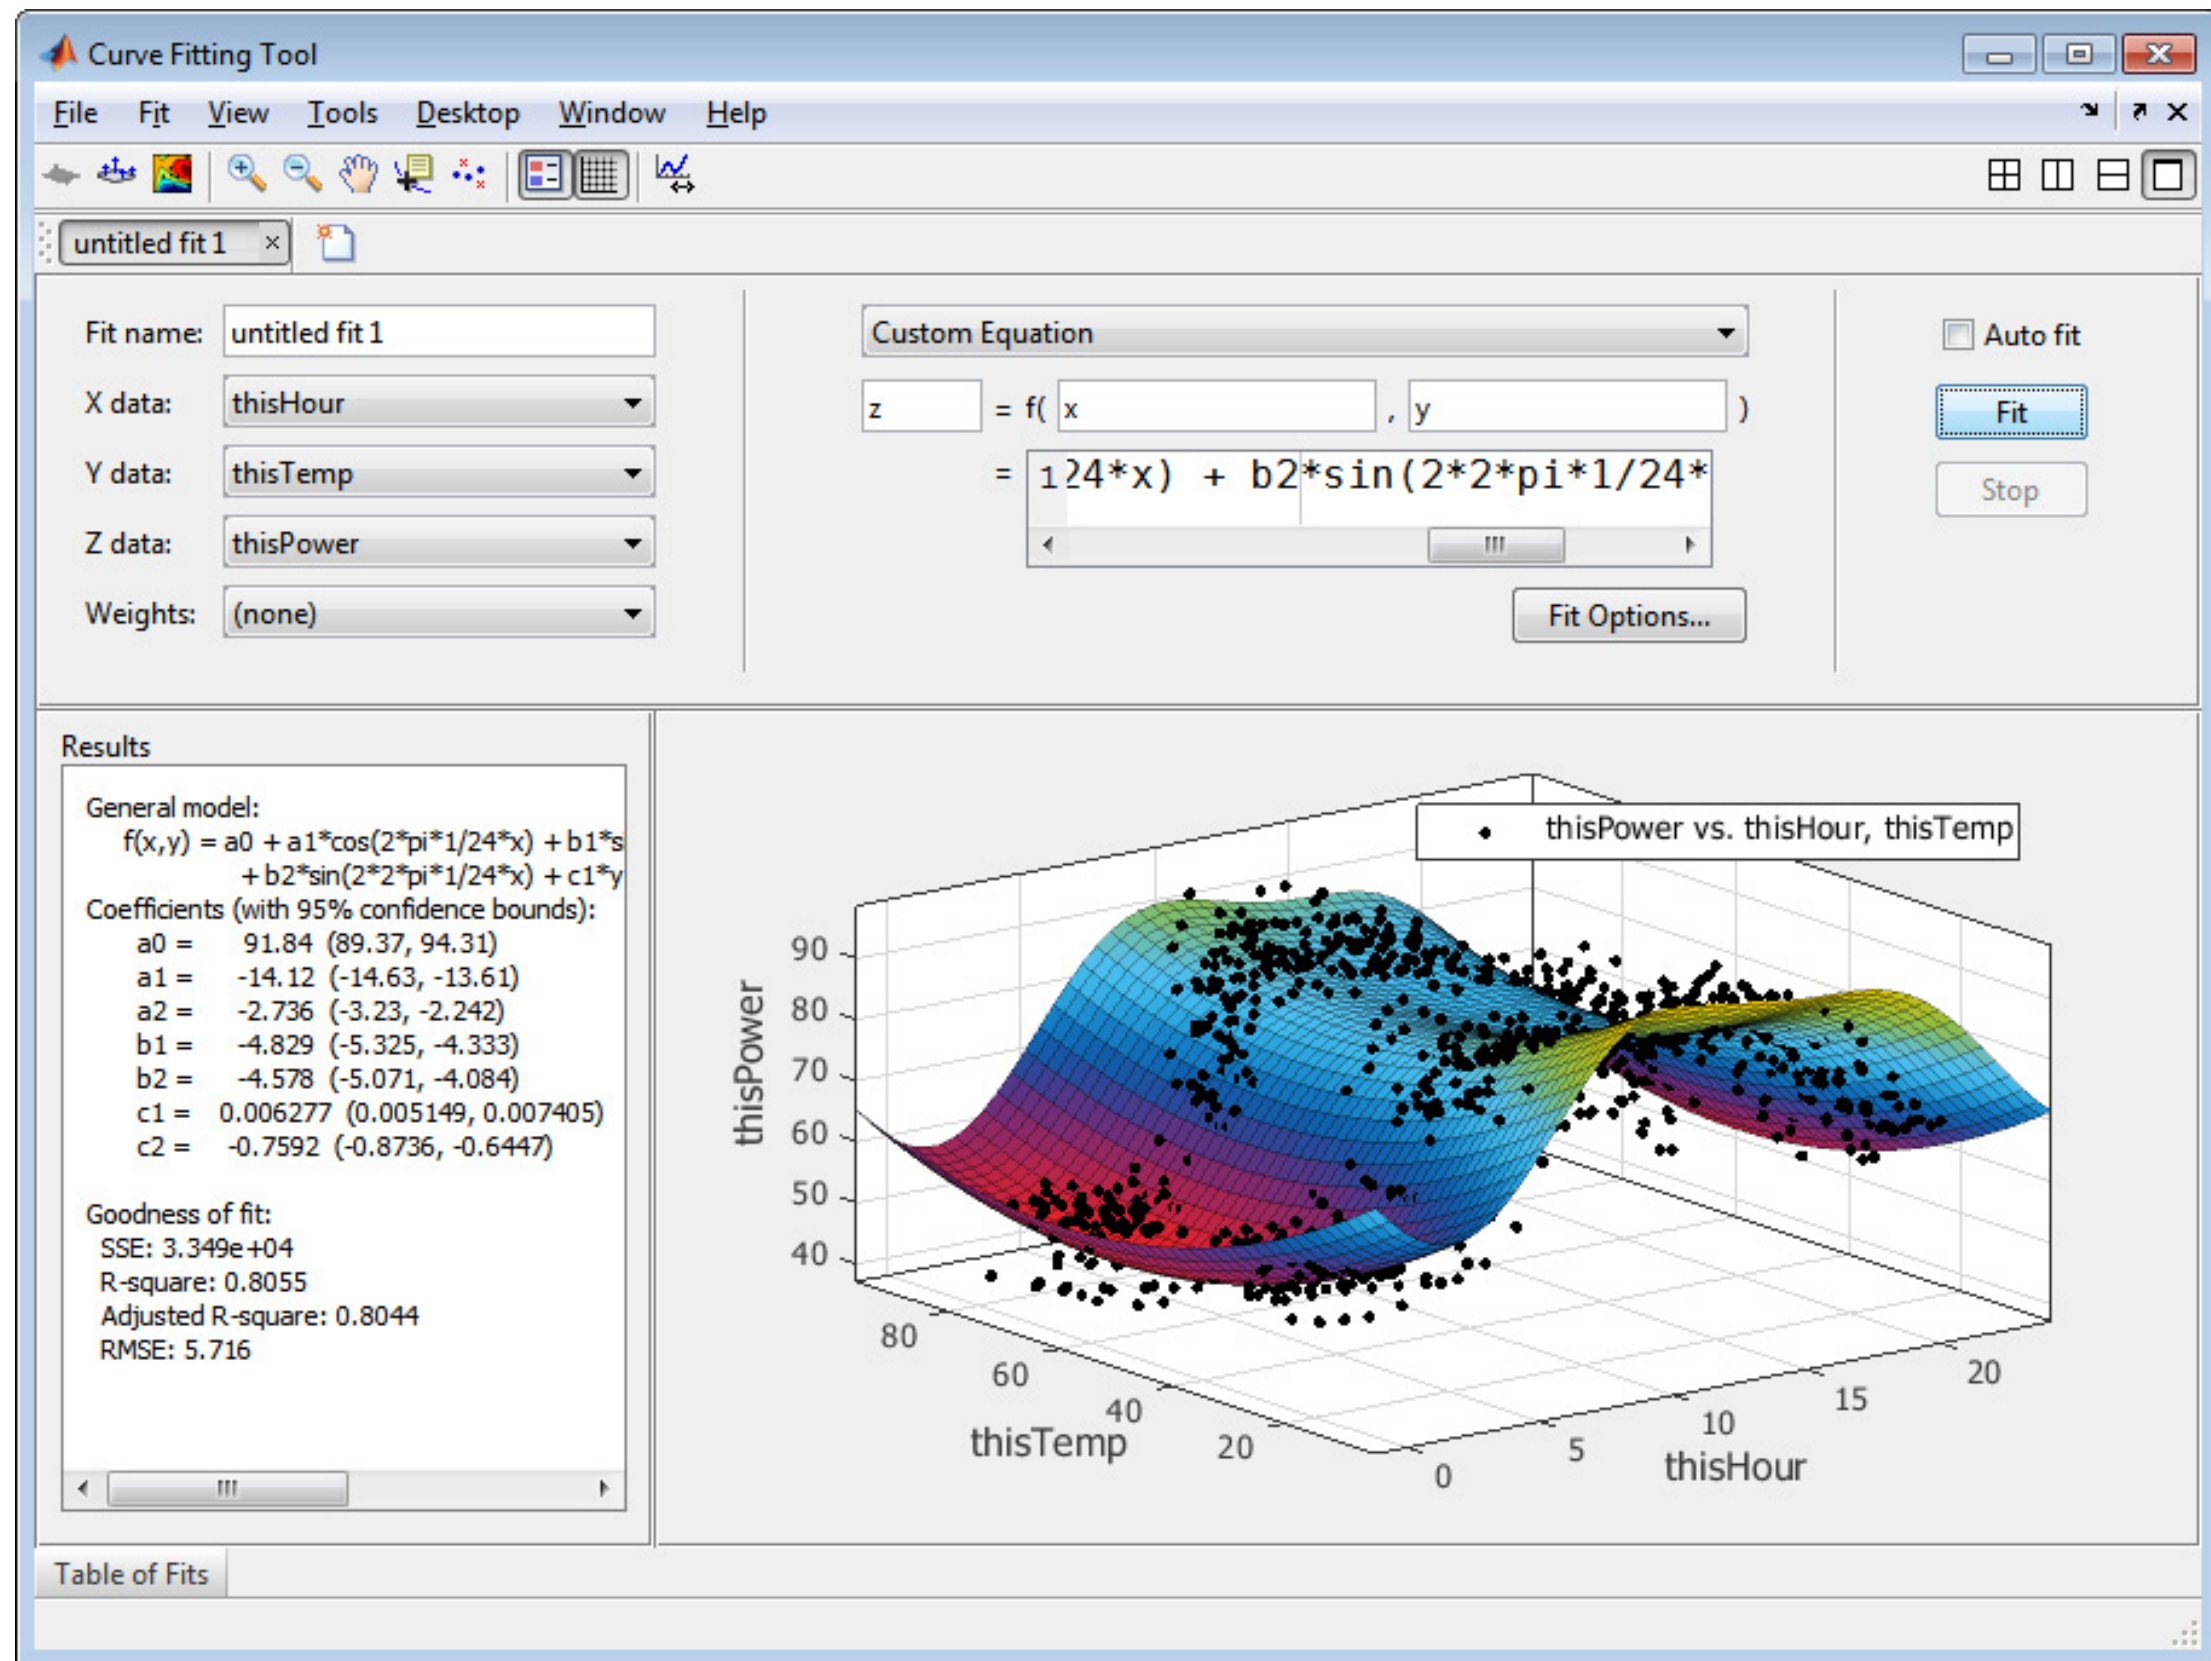 Curve Fitting Tool
File Fit View Tools Desktop Window Help
untitled fit 1
Fit name: untitled fit 1
X data: thisHour
Y data: thisTemp
Z data: thisPower
Weights: (none)
Custom Equation
z = f( x , y )
= 1 24*x) + b2*sin(2*2*pi*1/24*
Fit Options...
Auto fit
Fit
Stop
Results
General model:
f(x,y) = a0 + a1*cos(2*pi*1/24*x) + b1*s
+ b2*sin(2*2*pi*1/24*x) + c1*y
Coefficients (with 95% confidence bounds):
a0 = 91.84 (89.37, 94.31)
a1 = -14.12 (-14.63, -13.61)
a2 = -2.736 (-3.23, -2.242)
b1 = -4.829 (-5.325, -4.333)
b2 = -4.578 (-5.071, -4.084)
c1 = 0.006277 (0.005149, 0.007405)
c2 = -0.7592 (-0.8736, -0.6447)
Goodness of fit:
SSE: 3.349e+04
R-square: 0.8055
Adjusted R-square: 0.8044
RMSE: 5.716
thisPower vs. thisHour, thisTemp
thisPower
90
80
70
60
50
40
80
60
40
20
thisTemp
0
5
10
15
20
thisHour
Table of Fits